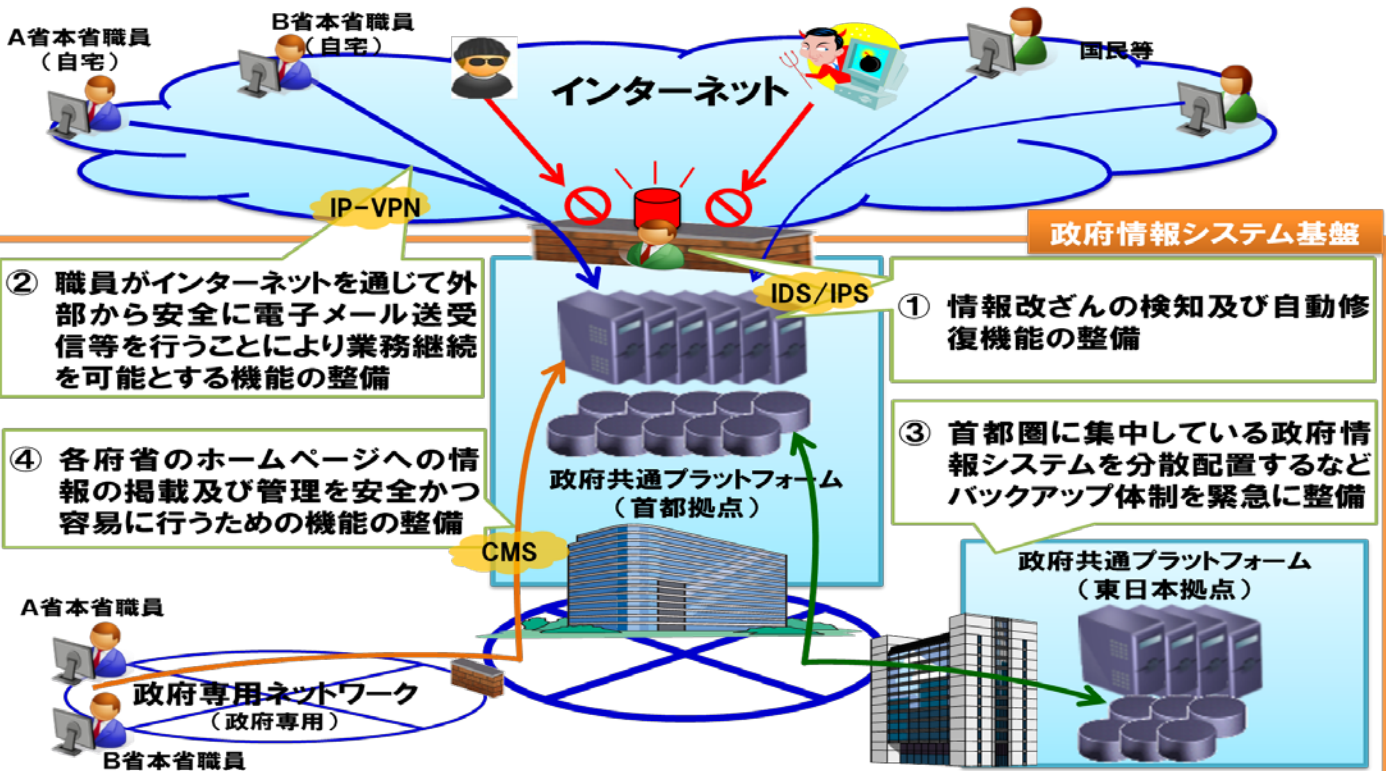 A省本省職員
（自宅）
B省本省職員
（自宅）
インターネット
国民等
IP-VPN
政府情報システム基盤
② 職員がインターネットを通じて外
部から安全に電子メール送受
信等を行うことにより業務継続
を可能とする機能の整備
IDS/IPS
① 情報改ざんの検知及び自動修
復機能の整備
④ 各府省のホームページへの情
報の掲載及び管理を安全かつ
容易に行うための機能の整備
政府共通プラットフォーム
（首都拠点）
③ 首都圏に集中している政府情
報システムを分散配置するなど
バックアップ体制を緊急に整備
CMS
政府共通プラットフォーム
（東日本拠点）
A省本省職員
政府専用ネットワーク
（政府専用）
B省本省職員